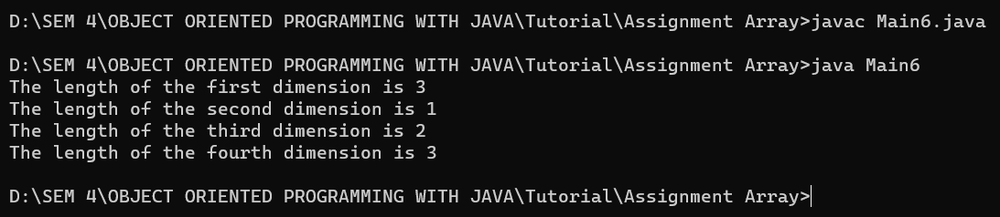 D:\SEM 4\OBJECT ORIENTED PROGRAMMING WITH JAVA\Tutorial\Assignment Array>javac Main6.java
D:\SEM 4\OBJECT ORIENTED PROGRAMMING WITH JAVA\Tutorial\Assignment Array>java Main6
The length of the first dimension is 3
The length of the second dimension is 1
The length of the third dimension is 2
The length of the fourth dimension is 3
D:\SEM 4\OBJECT ORIENTED PROGRAMMING WITH JAVA\Tutorial\Assignment Array>